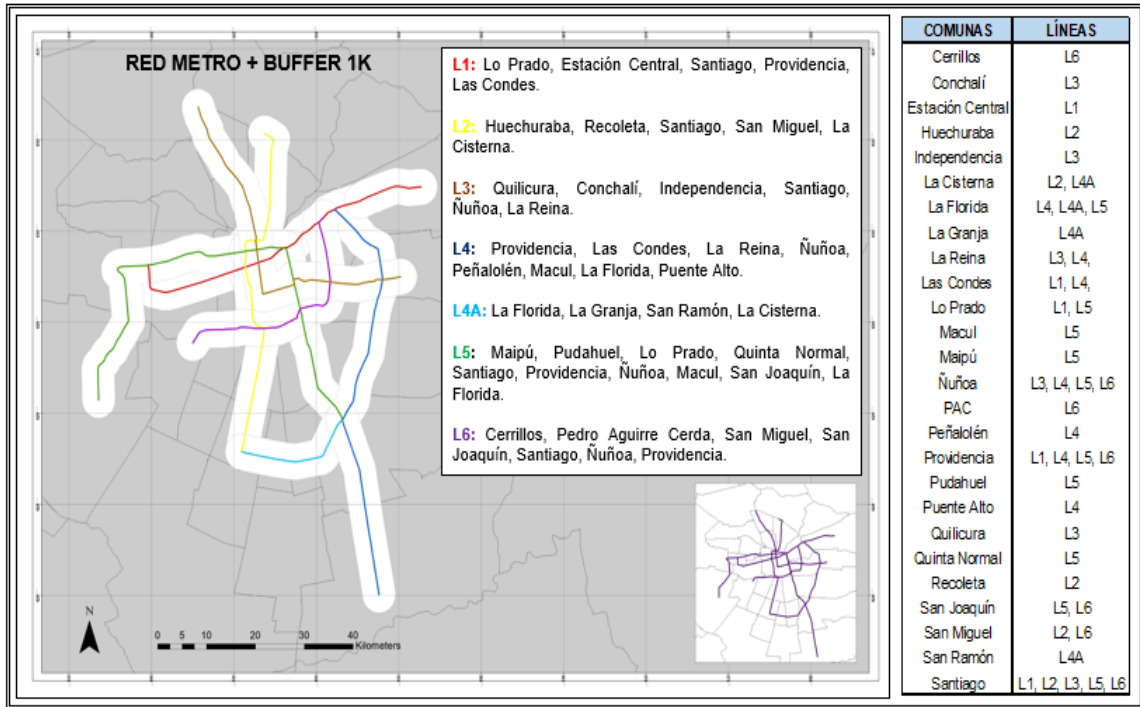 RED METRO + BUFFER 1K
L1: Lo Prado, Estación Central, Santiago, Providencia,
Las Condes.
L2: Huechuraba, Recoleta, Santiago, San Miguel, La
Cisterna.
L3: Quilicura, Conchalí, Independencia, Santiago,
Ñuñoa, La Reina.
L4: Providencia, Las Condes, La Reina, Ñuñoa,
Peñalolén, Macul, La Florida, Puente Alto.
L4A: La Florida, La Granja, San Ramón, La Cisterna.
L5: Maipú, Pudahuel, Lo Prado, Quinta Normal,
Santiago, Providencia, Ñuñoa, Macul, San Joaquín, La
Florida.
L6: Cerrillos, Pedro Aguirre Cerda, San Miguel, San
Joaquín, Santiago, Ñuñoa, Providencia.
N
0 5 10 20 30 40
Kilometers
COMUNAS LÍNEAS
Cerrillos L6
Conchalí L3
Estación Central L1
Huechuraba L2
Independencia L3
La Cisterna L2, L4A
La Florida L4, L4A, L5
La Granja L4A
La Reina L3, L4,
Las Condes L1, L4,
Lo Prado L1, L5
Macul L5
Maipú L5
Ñuñoa L3, L4, L5, L6
PAC L6
Peñalolén L4
Providencia L1, L4, L5, L6
Pudahuel L5
Puente Alto L4
Quilicura L3
Quinta Normal L5
Recoleta L2
San Joaquín L5, L6
San Miguel L2, L6
San Ramón L4A
Santiago L1, L2, L3, L5, L6